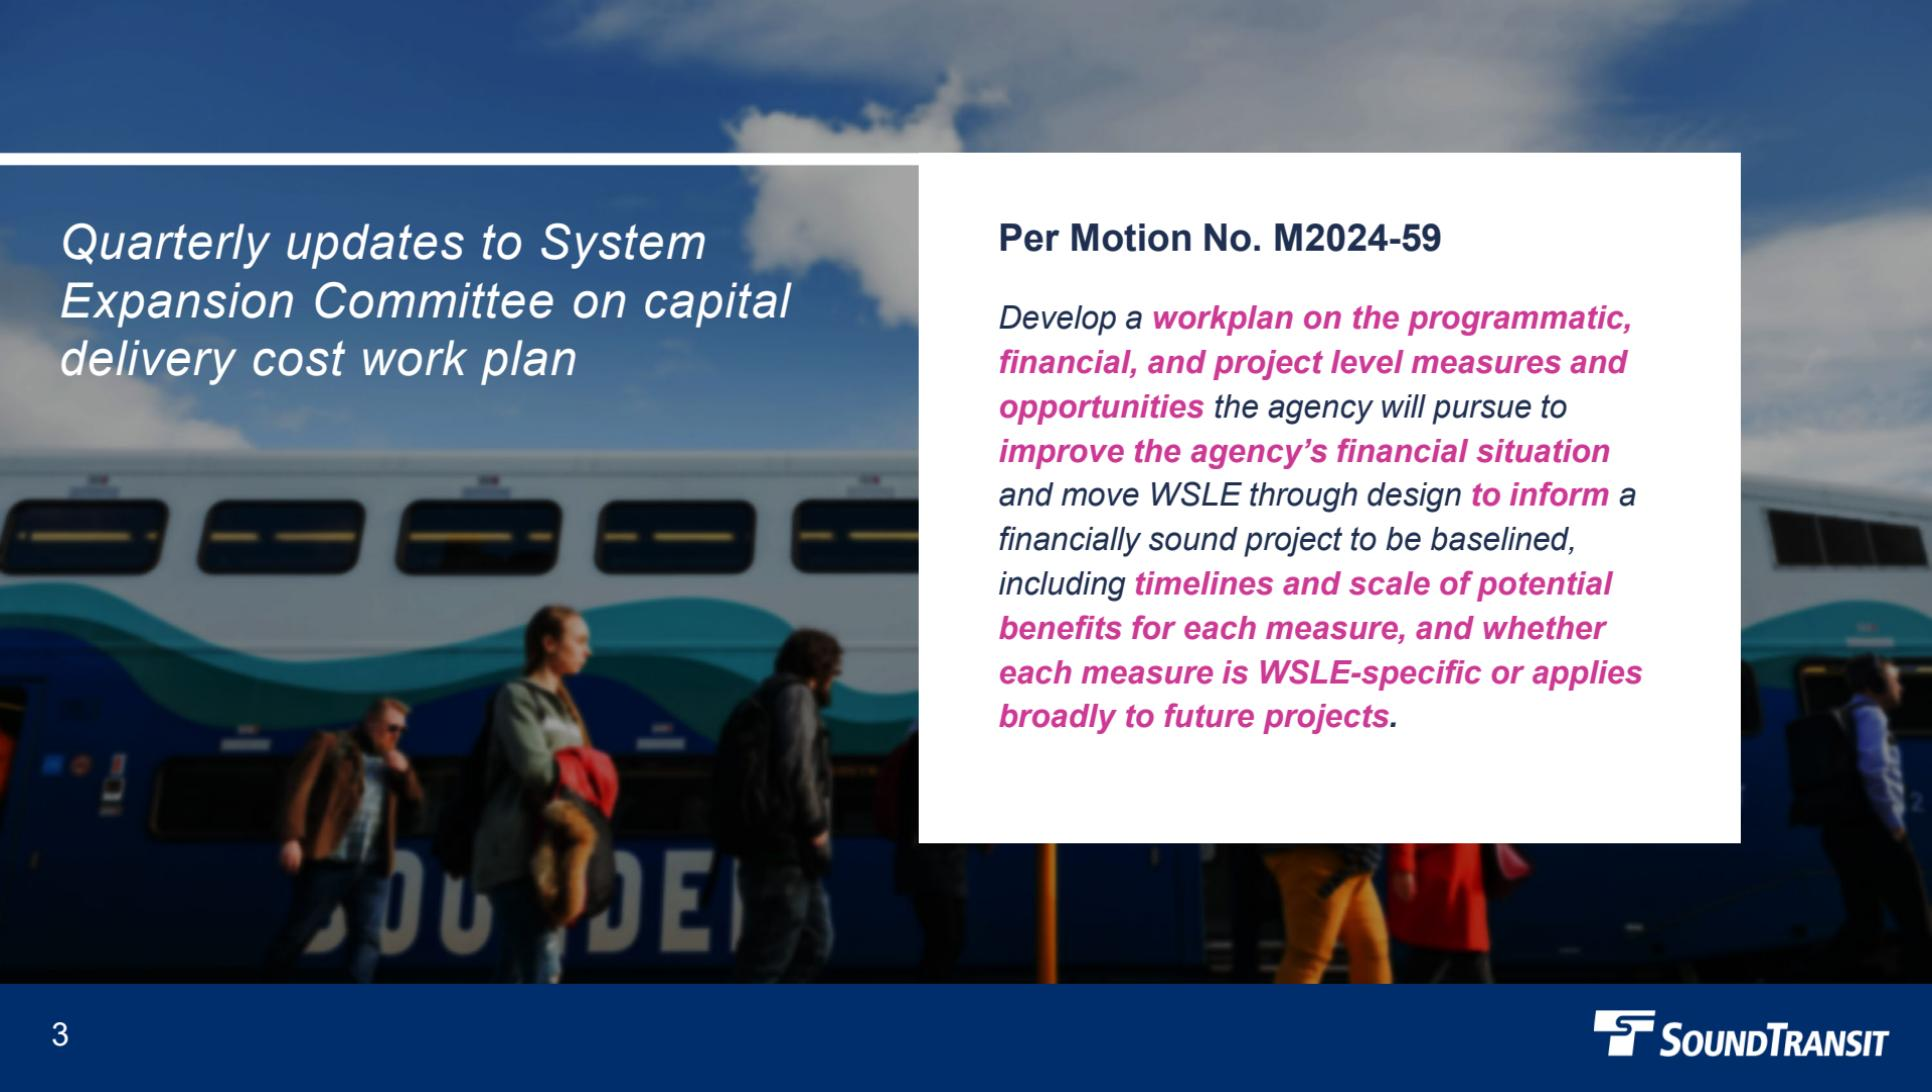 Quarterly updates to System
Expansion Committee on capital
delivery cost work plan
Per Motion No. M2024-59
Develop a workplan on the programmatic,
financial, and project level measures and
opportunities the agency will pursue to
improve the agency's financial situation
and move WSLE through design to inform a
financially sound project to be baselined,
including timelines and scale of potential
benefits for each measure, and whether
each measure is WSLE-specific or applies
broadly to future projects.
3
SOUNDTRANSIT